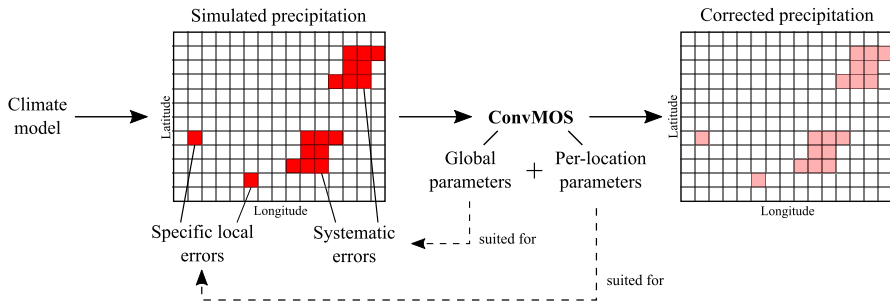 Simulated precipitation
Corrected precipitation
Climate
model
Latitude
Longitude
ConvMOS
Global
parameters
+
Per-location
parameters
Latitude
Longitude
Specific local
errors
Systematic
errors
suited for
suited for